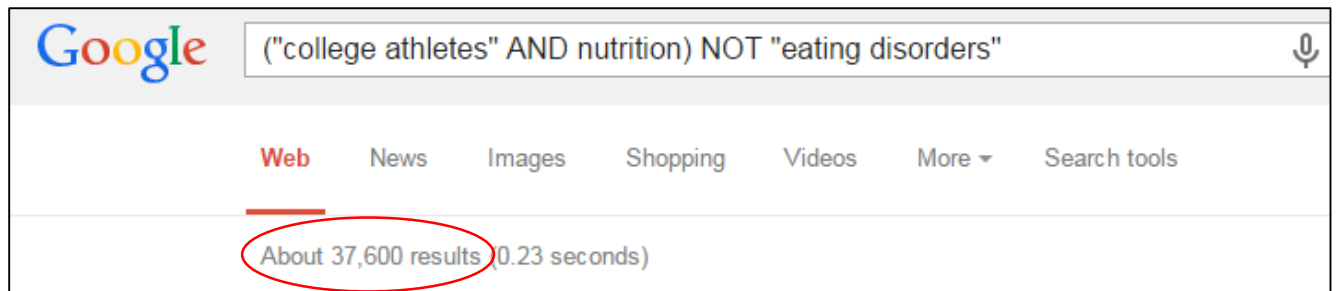 Google ("college athletes" AND nutrition) NOT "eating disorders"
Web News Images Shopping Videos More Search tools
About 37,600 results (0.23 seconds)